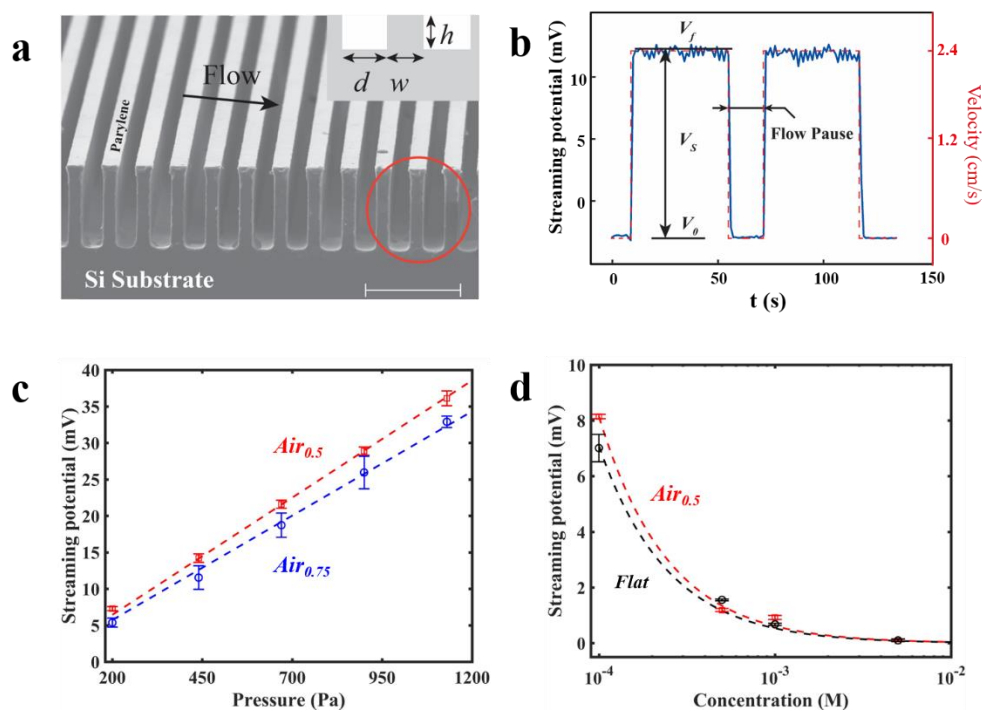 a
Flow
h
d
w
Parylene
Si Substrate
b
Streaming potential (mV)
10
5
0
V_f
V_S
V_0
Flow Pause
2.4
1.2
0
Velocity (cm/s)
0
50
100
150
t (s)
c
Streaming potential (mV)
40
35
30
25
20
15
10
5
0
Air_0.5
Air_0.75
200
450
700
950
1200
Pressure (Pa)
d
Streaming potential (mV)
10
8
6
4
2
0
Air_0.5
Flat
10^-4
10^-3
10^-2
Concentration (M)